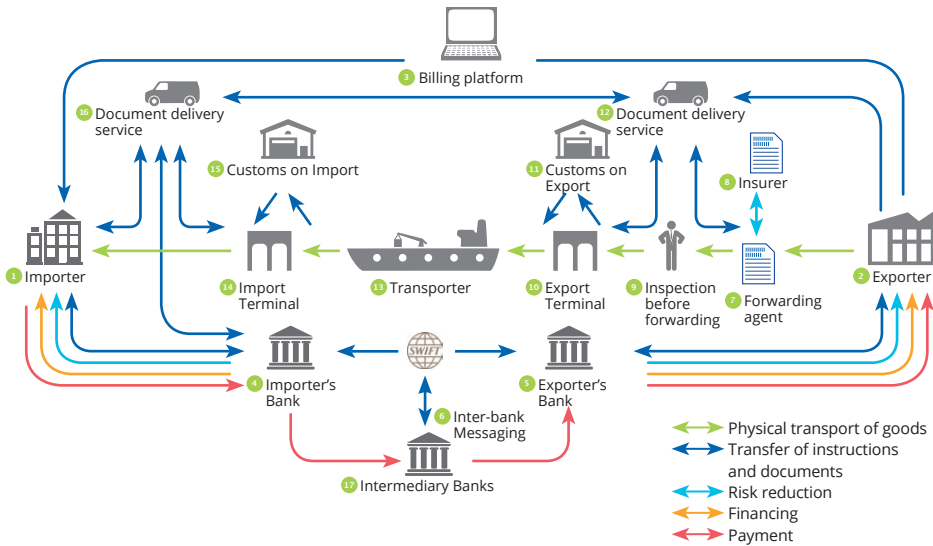 3 Billing platform
16 Document delivery
service
12 Document delivery
service
15 Customs on Import
11 Customs on
Export
8 Insurer
1 Importer
14 Import
Terminal
13 Transporter
10 Export
Terminal
9 Inspection
before
forwarding
7 Forwarding
agent
2 Exporter
SWIFT
4 Importer's
Bank
5 Exporter's
Bank
6 Inter-bank
Messaging
17 Intermediary Banks
Physical transport of goods
Transfer of instructions
and documents
Risk reduction
Financing
Payment